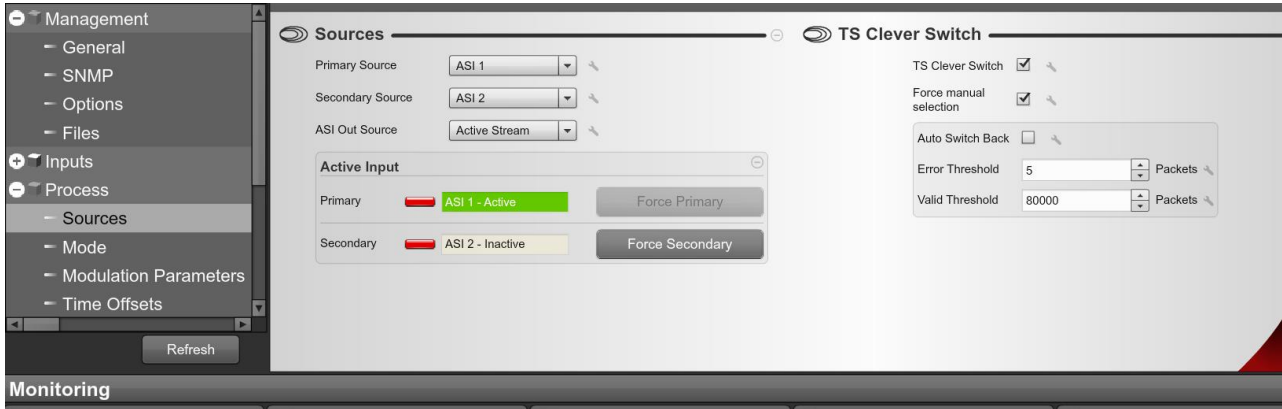 Management
General
SNMP
Options
Files
Inputs
Process
Sources
Mode
Modulation Parameters
Time Offsets
Refresh
Sources
Primary Source ASI 1
Secondary Source ASI 2
ASI Out Source Active Stream
Active Input
Primary ASI 1 - Active Force Primary
Secondary ASI 2 - Inactive Force Secondary
TS Clever Switch
TS Clever Switch
Force manual
selection
Auto Switch Back
Error Threshold 5 Packets
Valid Threshold 80000 Packets
Monitoring